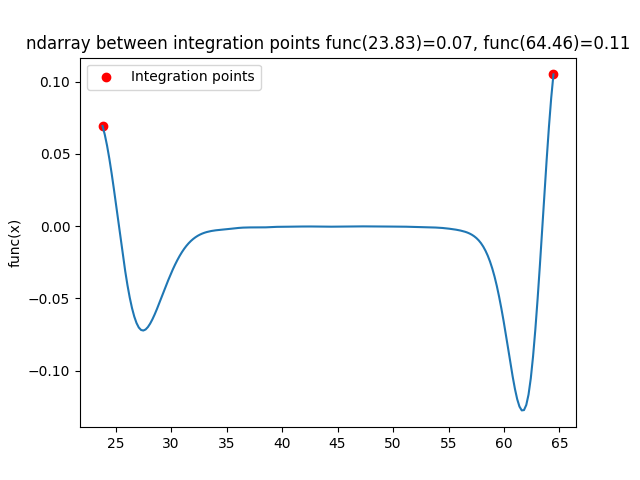 ndarray between integration points func(23.83)=0.07, func(64.46)=0.11
Integration points
0.10
0.05
0.00
−0.05
−0.10
func(x)
25 30 35 40 45 50 55 60 65